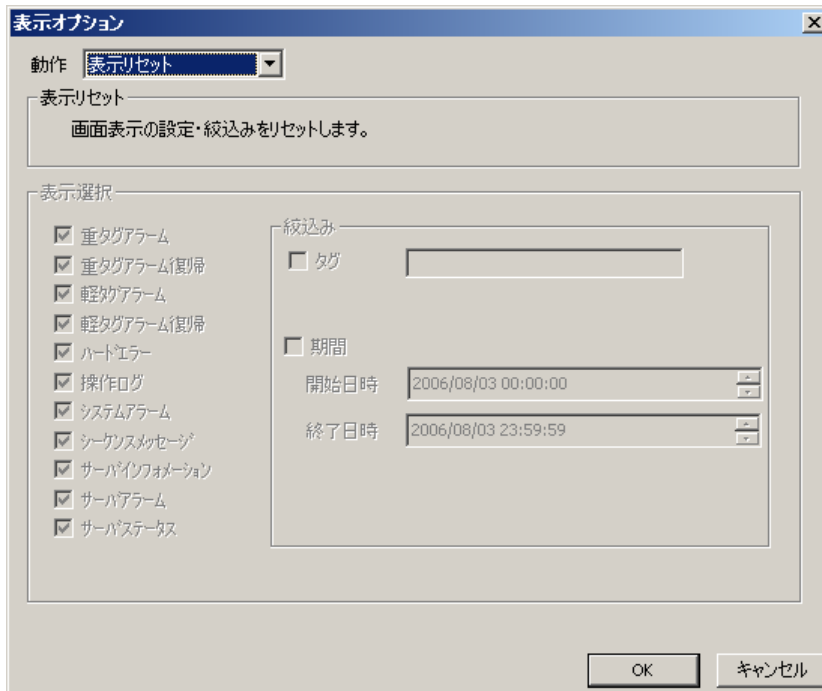 表示オプション
動作 表示リセット
表示リセット
画面表示の設定・絞込みをリセットします。
表示選択
重タグアラーム
重タグアラーム復帰
軽タグアラーム
軽タグアラーム復帰
ハードエラー
操作ログ
システムアラーム
シーケンスメッセージ
サーバインフォメーション
サーバアラーム
サーバステータス
絞込み
タグ
期間
開始日時 2006/08/03 00:00:00
終了日時 2006/08/03 23:59:59
OK キャンセル